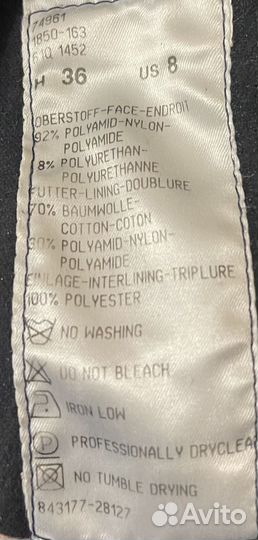 74961
1850-163
1452
H 36 US 8
OBERSTOFF-FACE-ENDROIT
92% POLYAMID-NYLON-
POLYAMIDE
8% POLYURETHAN-
POLYURETHANNE
FUTTER-LINING-DOUBLURE
70% BAUMWOLLE-
COTTON-COTON
30% POLYAMID-NYLON-
POLYAMIDE
EINLAGE-INTERLINING-TRIPLURE
100% POLYESTER
NO WASHING
DO NOT BLEACH
IRON LOW
P PROFESSIONALLY DRYCLEA
NO TUMBLE DRYING
843177-28127
Avito